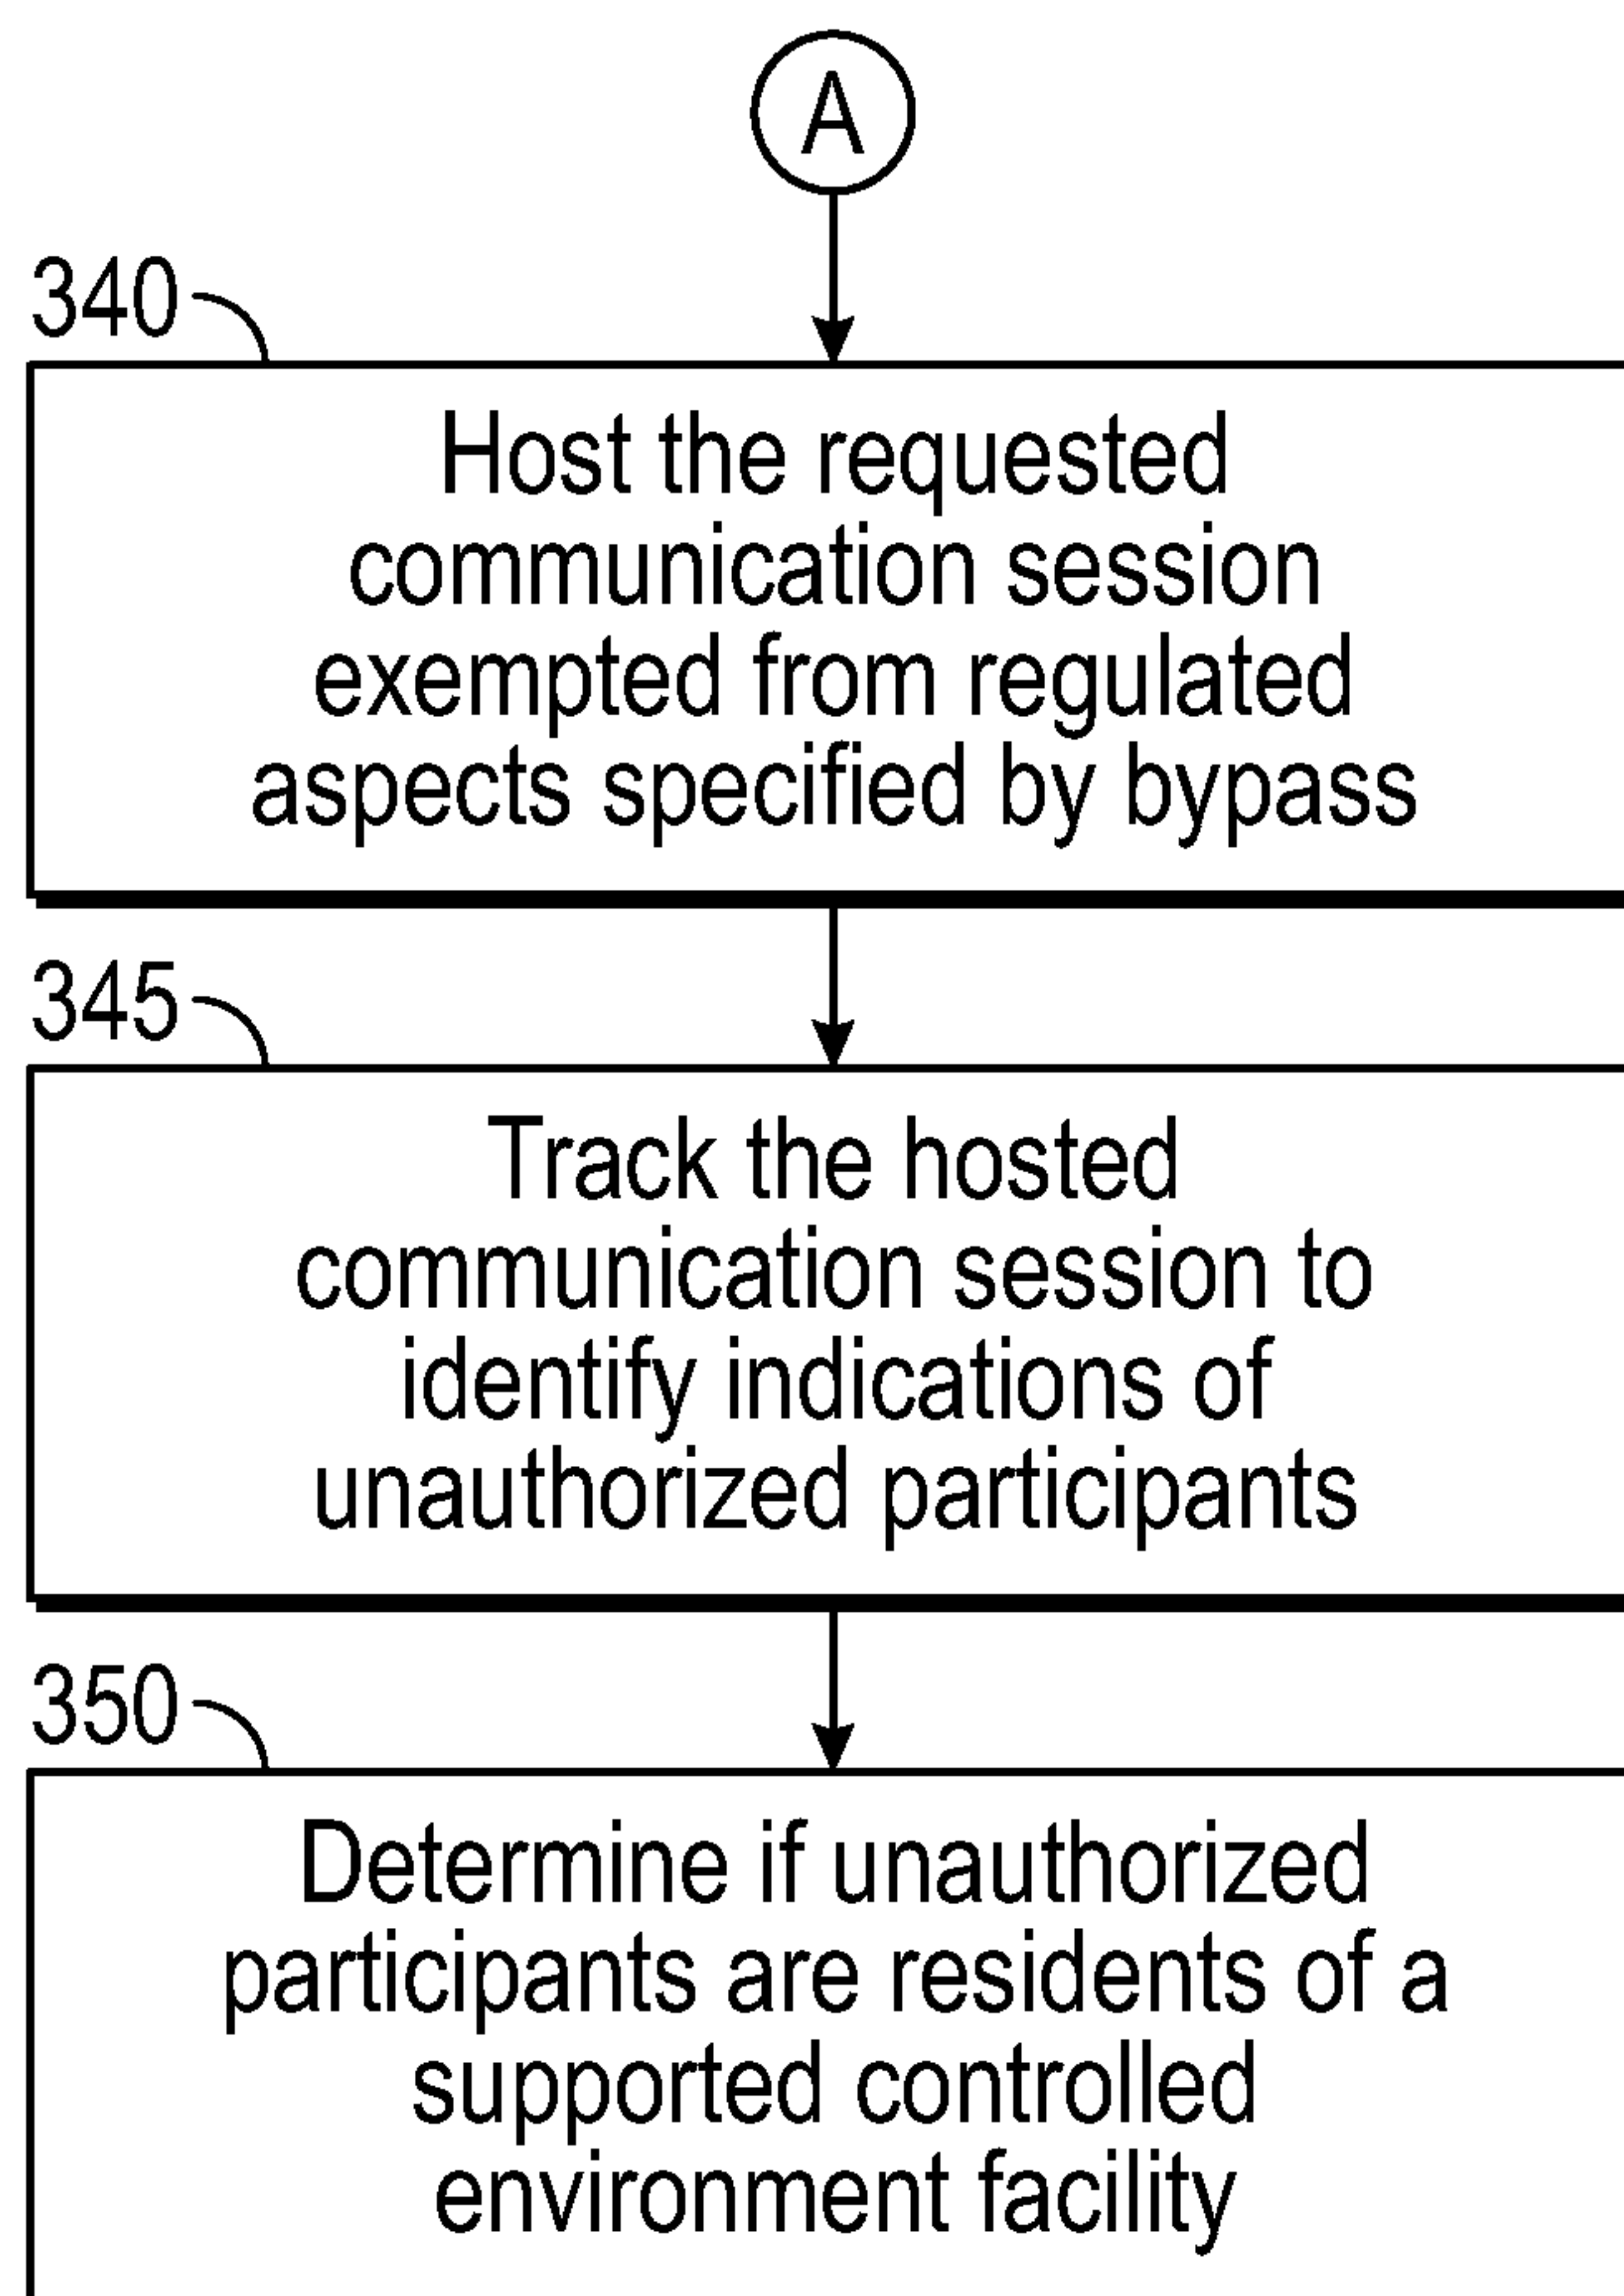 A
340
Host the requested
communication session
exempted from regulated
aspects specified by bypass
345
Track the hosted
communication session to
identify indications of
unauthorized participants
350
Determine if unauthorized
participants are residents of a
supported controlled
environment facility